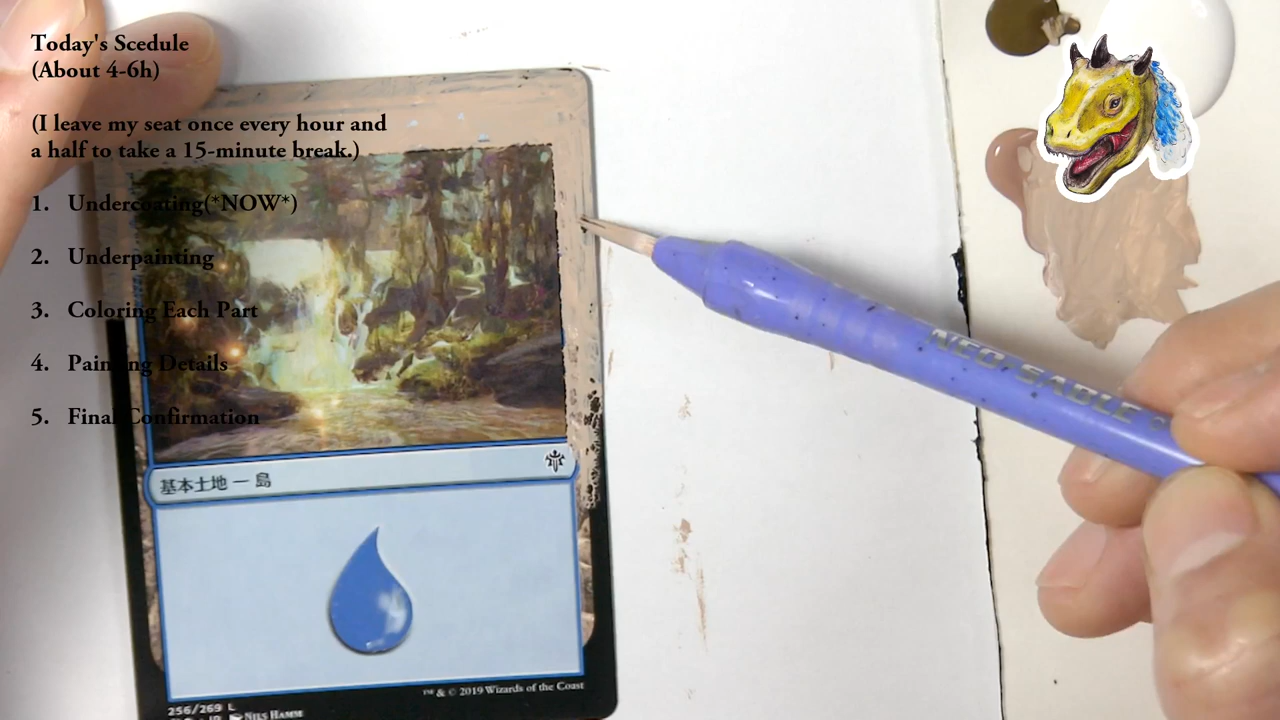 Today's Scedule
(About 4-6h)
(I leave my seat once every hour and
a half to take a 15-minute break.)
1. Undercoating(*NOW*)
2. Underpainting
3. Coloring Each Part
4. Painting Details
5. Final Confirmation
NEO-SABLE
基本土地 — 島
™ & © 2019 Wizards of the Coast
256/269 L
NILS HAMM